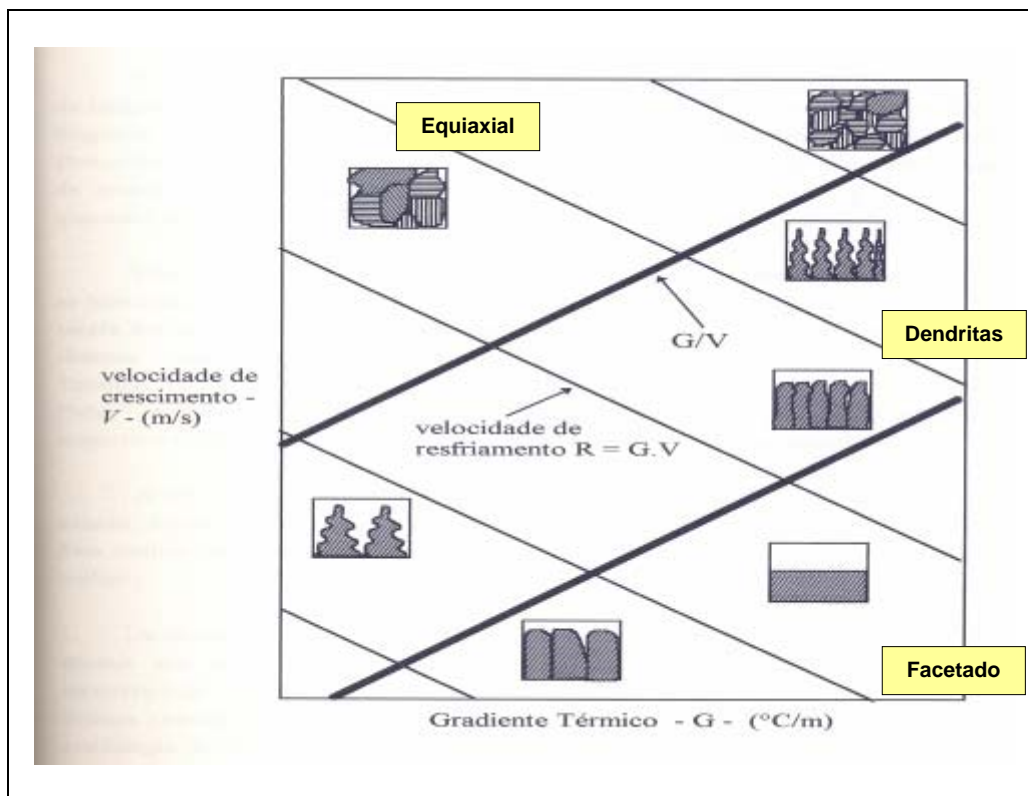 Equiaxial
G/V
Dendritas
velocidade de
crescimento -
V - (m/s)
velocidade de
resfriamento R = G.V
Facetado
Gradiente Térmico - G - (°C/m)